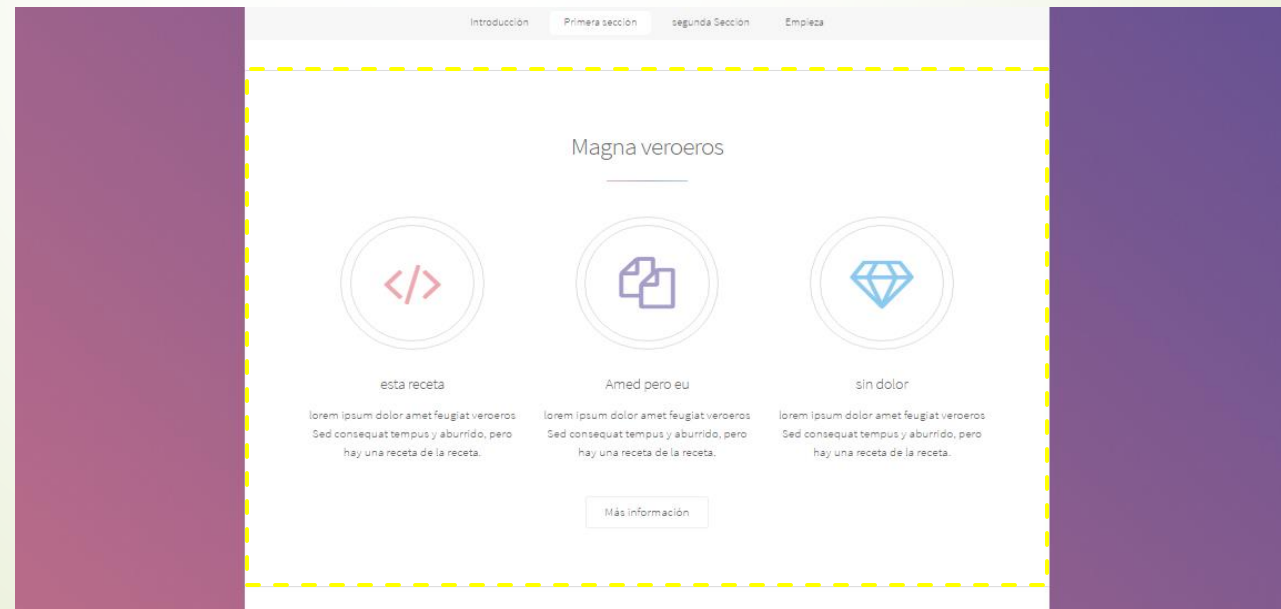 Introducción Primera sección segunda Sección Empieza
Magna veroeros
esta receta
lorem ipsum dolor amet feugiat veroeros
Sed consequat tempus y aburrido, pero
hay una receta de la receta.
Amed pero eu
lorem ipsum dolor amet feugiat veroeros
Sed consequat tempus y aburrido, pero
hay una receta de la receta.
sin dolor
lorem ipsum dolor amet feugiat veroeros
Sed consequat tempus y aburrido, pero
hay una receta de la receta.
Más información